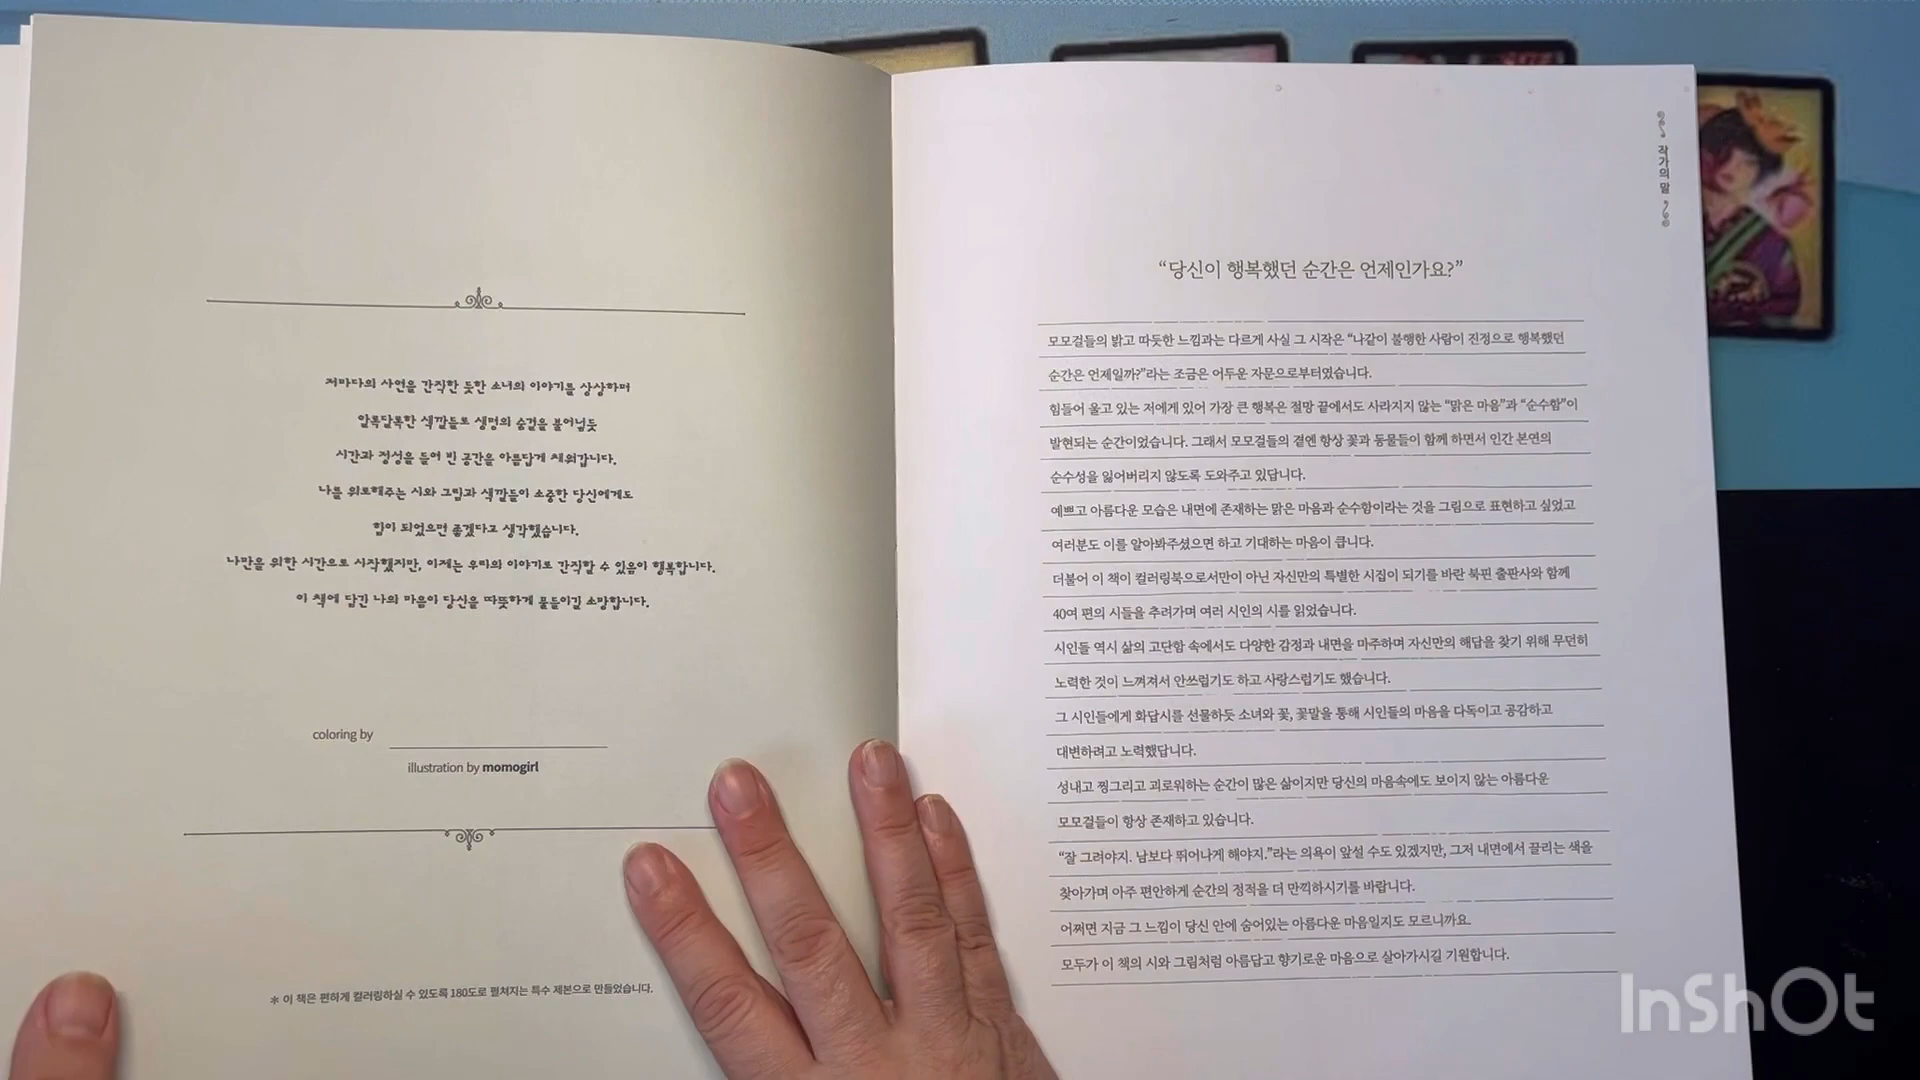 저마다의 사연을 간직한 듯한 소녀의 이야기를 상상하며
알록달록한 색깔들로 생명의 숨결을 불어넣듯
시간과 정성을 들여 빈 공간을 아름답게 채워갑니다.
나를 위로해주는 시와 그림과 색깔들이 소중한 당신에게도
힘이 되었으면 좋겠다고 생각했습니다.
나만을 위한 시간으로 시작했지만, 이제는 우리의 이야기로 간직할 수 있음이 행복합니다.
이 책에 담긴 나의 마음이 당신을 따뜻하게 물들이길 소망합니다.
coloring by
illustration by momogirl
* 이 책은 편하게 컬러링하실 수 있도록 180도로 펼쳐지는 특수 제본으로 만들었습니다.
작가의 말
“당신이 행복했던 순간은 언제인가요?”
모모걸들의 밝고 따듯한 느낌과는 다르게 사실 그 시작은 “나같이 불행한 사람이 진정으로 행복했던
순간은 언제일까?”라는 조금은 어두운 자문으로부터였습니다.
힘들어 울고 있는 저에게 있어 가장 큰 행복은 절망 끝에서도 사라지지 않는 “맑은 마음”과 “순수함”이
발현되는 순간이었습니다. 그래서 모모걸들의 곁엔 항상 꽃과 동물들이 함께 하면서 인간 본연의
순수성을 잃어버리지 않도록 도와주고 있답니다.
예쁘고 아름다운 모습은 내면에 존재하는 맑은 마음과 순수함이라는 것을 그림으로 표현하고 싶었고
여러분도 이를 알아봐주셨으면 하고 기대하는 마음이 큽니다.
더불어 이 책이 컬러링북으로서만이 아닌 자신만의 특별한 시집이 되기를 바란 북핀 출판사와 함께
40여 편의 시들을 추려가며 여러 시인의 시를 읽었습니다.
시인들 역시 삶의 고단함 속에서도 다양한 감정과 내면을 마주하며 자신만의 해답을 찾기 위해 무던히
노력한 것이 느껴져서 안쓰럽기도 하고 사랑스럽기도 했습니다.
그 시인들에게 화답시를 선물하듯 소녀와 꽃, 꽃말을 통해 시인들의 마음을 다독이고 공감하고
대변하려고 노력했답니다.
성내고 찡그리고 괴로워하는 순간이 많은 삶이지만 당신의 마음속에도 보이지 않는 아름다운
모모걸들이 항상 존재하고 있습니다.
“잘 그려야지. 남보다 뛰어나게 해야지.”라는 의욕이 앞설 수도 있겠지만, 그저 내면에서 끌리는 색을
찾아가며 아주 편안하게 순간의 정적을 더 만끽하시기를 바랍니다.
어쩌면 지금 그 느낌이 당신 안에 숨어있는 아름다운 마음일지도 모르니까요.
모두가 이 책의 시와 그림처럼 아름답고 향기로운 마음으로 살아가시길 기원합니다.
InShOt